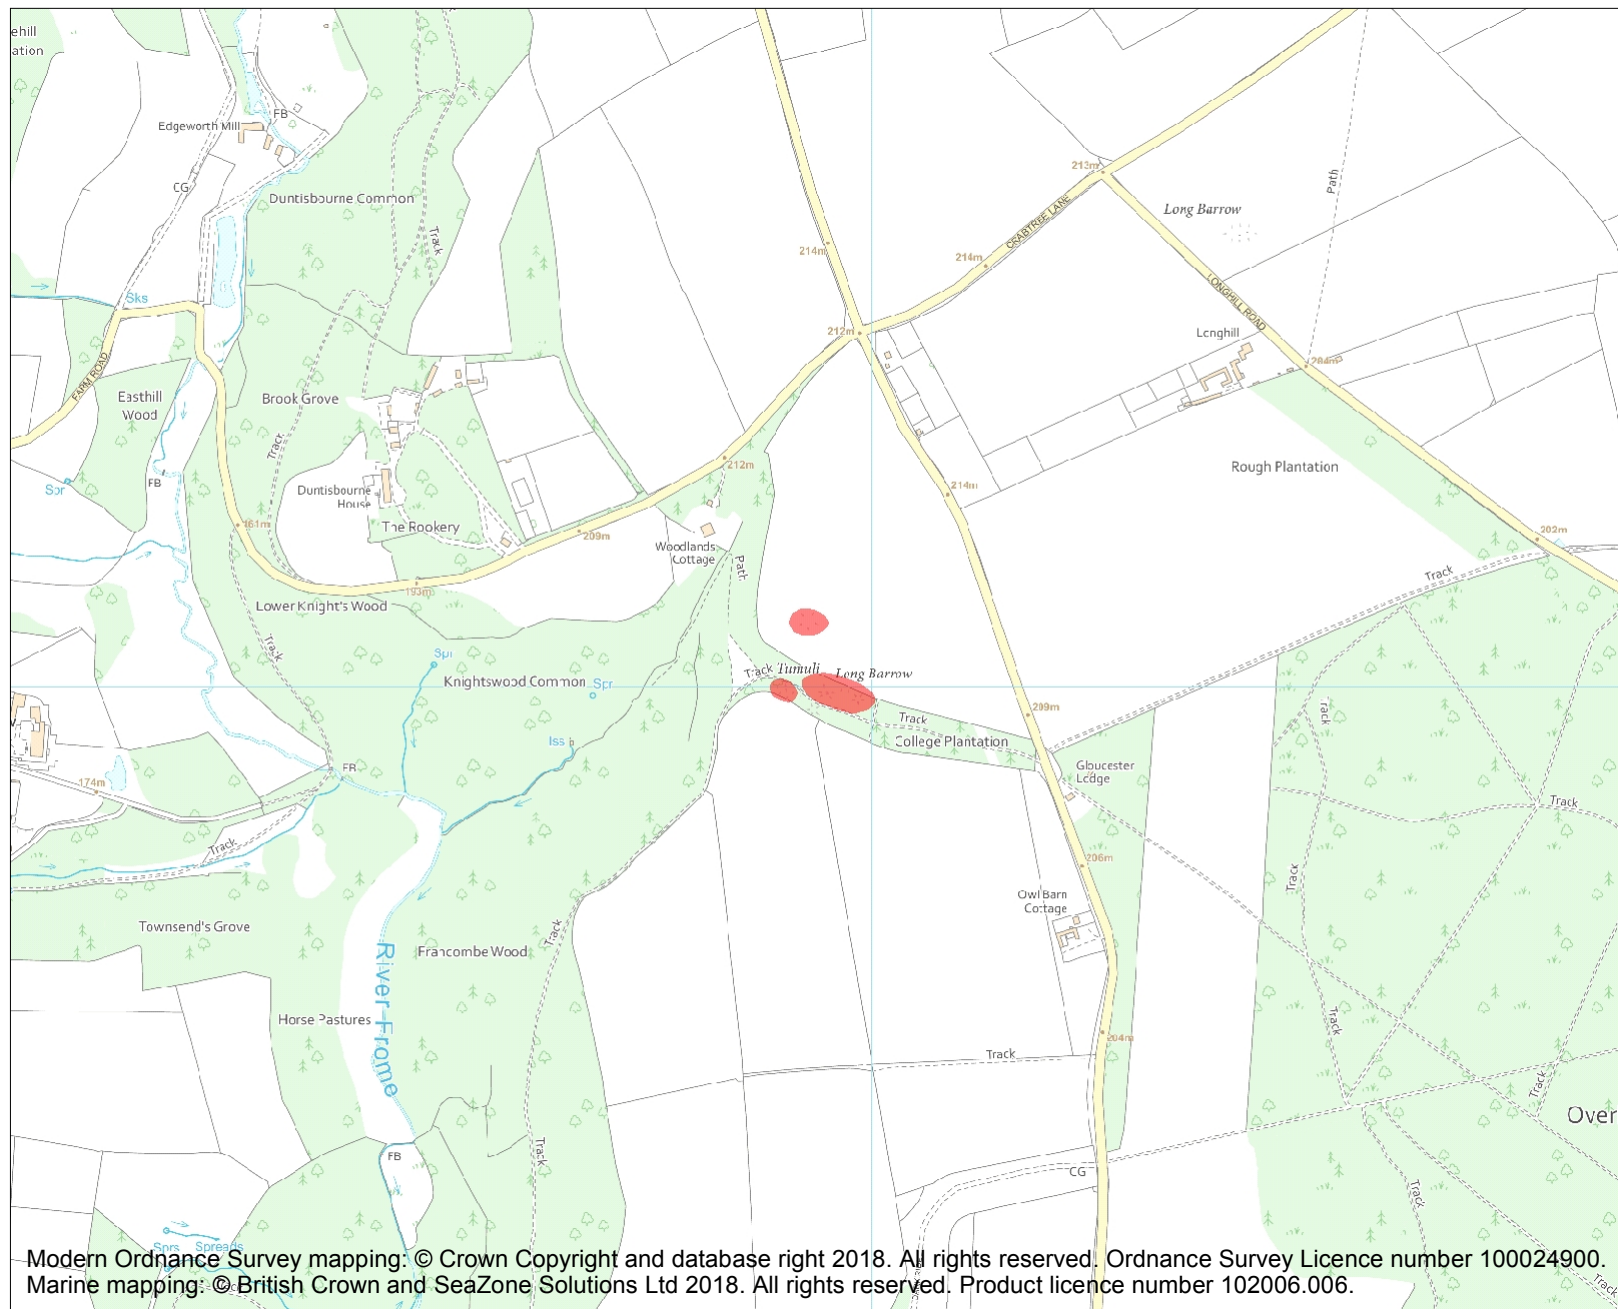 ehill
ation
FB
Edgeworth Mill
CG
Duntisbourne Common
Track
213m
Path
Long Barrow
CRABTREE LANE
214m
214m
Sks
LONGHILL ROAD
212m
Longhill
204m
FARM ROAD
Easthill
Wood
Brook Grove
Track
212m
214m
Rough Plantation
Spr
FB
Duntisbourne
House
The Rookery
161m
209m
202m
Woodlands
Cottage
Path
Track
193m
Lower Knight's Wood
Track
Spr
Knightswood Common
Spr
Track
Tumuli
Long Barrow
209m
Track
Track
College Plantation
Iss
FB
174m
Gloucester
Lodge
Track
Track
206m
Track
Owl Barn
Cottage
Townsend's Grove
Track
Francombe Wood
River Frome
Horse Pastures
Track
204m
Track
Track
Over
FB
Track
CG
Track
Sprs
Spreads
Modern Ordnance Survey mapping: © Crown Copyright and database right 2018. All rights reserved. Ordnance Survey Licence number 100024900.
Marine mapping: © British Crown and SeaZone Solutions Ltd 2018. All rights reserved. Product licence number 102006.006.
Track